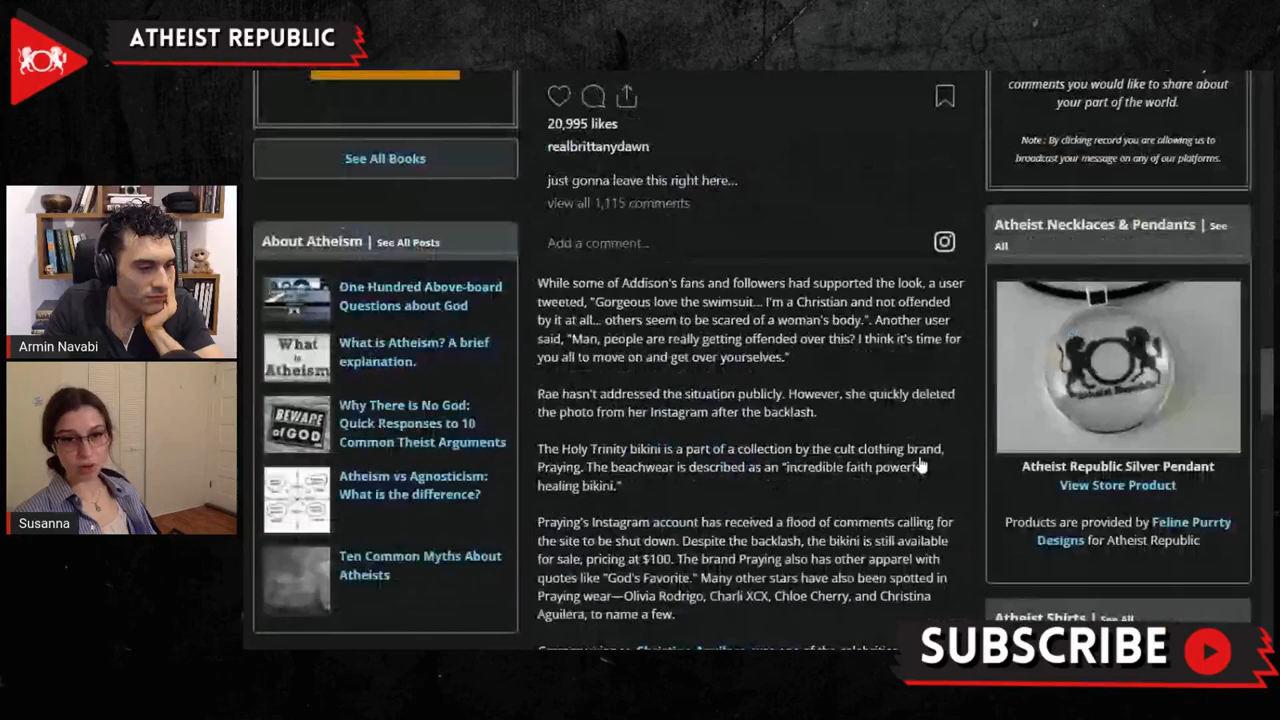 ATHEIST REPUBLIC
comments you would like to share about
your part of the world.
Note : By clicking record you are allowing us to
broadcast your message on any of our platforms.
20,995 likes
realbrittanydawn
just gonna leave this right here...
view all 1,115 comments
Add a comment...
See All Books
About Atheism | See All Posts
One Hundred Above-board
Questions about God
What is Atheism? A brief
explanation.
Why There is No God:
Quick Responses to 10
Common Theist Arguments
Atheism vs Agnosticism:
What is the difference?
Ten Common Myths About
Atheists
What
is
Atheism
BEWARE
of GOD
While some of Addison's fans and followers had supported the look, a user
tweeted, "Gorgeous love the swimsuit... I'm a Christian and not offended
by it at all... others seem to be scared of a woman's body.". Another user
said, "Man, people are really getting offended over this? I think it's time for
you all to move on and get over yourselves."
Rae hasn't addressed the situation publicly. However, she quickly deleted
the photo from her Instagram after the backlash.
The Holy Trinity bikini is a part of a collection by the cult clothing brand,
Praying. The beachwear is described as an "incredible faith powerful
healing bikini."
Praying's Instagram account has received a flood of comments calling for
the site to be shut down. Despite the backlash, the bikini is still available
for sale, pricing at $100. The brand Praying also has other apparel with
quotes like "God's Favorite." Many other stars have also been spotted in
Praying wear—Olivia Rodrigo, Charli XCX, Chloe Cherry, and Christina
Aguilera, to name a few.
Atheist Necklaces & Pendants | See
All
Atheist Republic
Atheist Republic Silver Pendant
View Store Product
Products are provided by Feline Purrty
Designs for Atheist Republic
Atheist Shirts | See All
Armin Navabi
Susanna
SUBSCRIBE